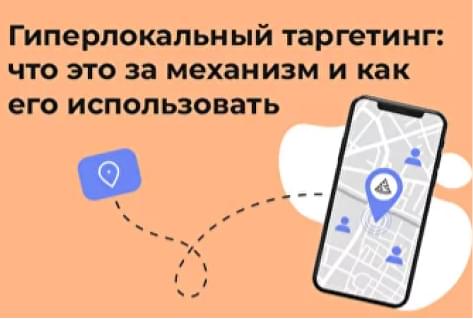 Гиперлокальный таргетинг:
что это за механизм и как
его использовать